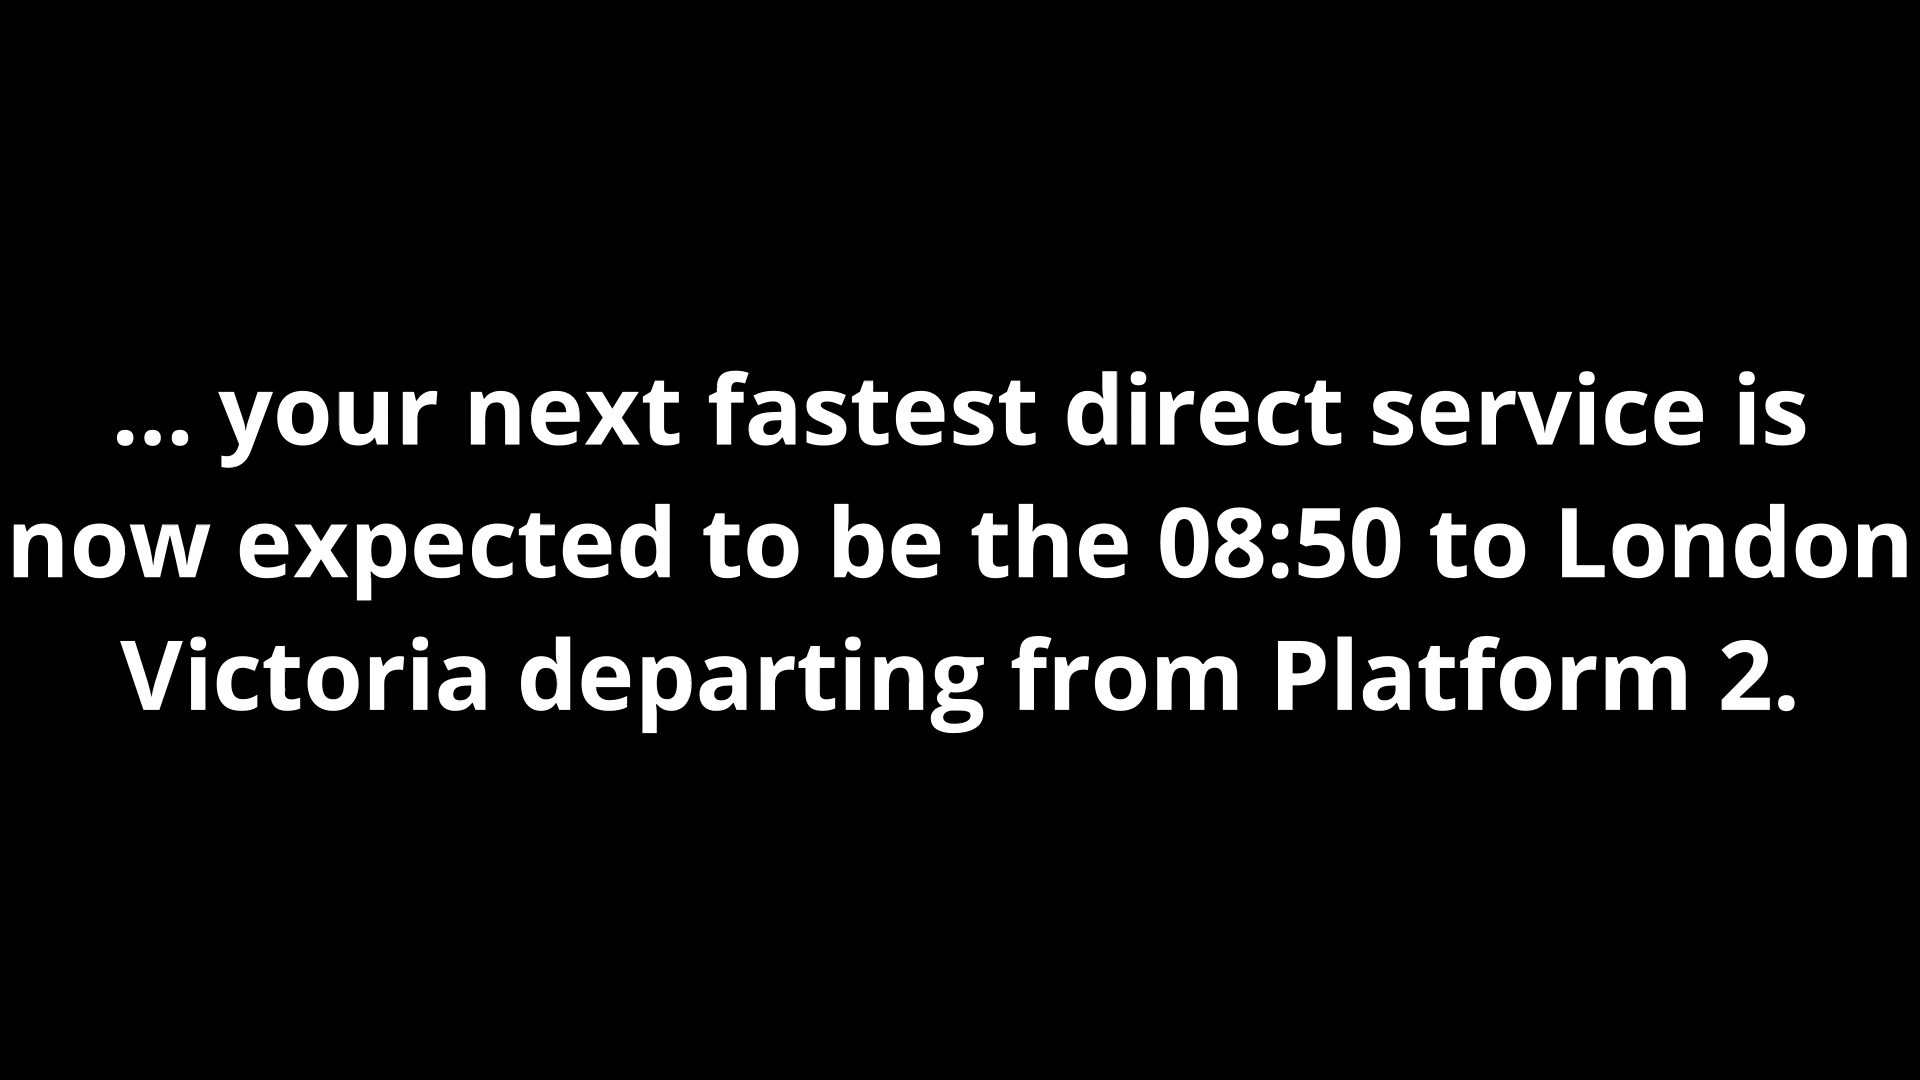 ... your next fastest direct service is
now expected to be the 08:50 to London
Victoria departing from Platform 2.